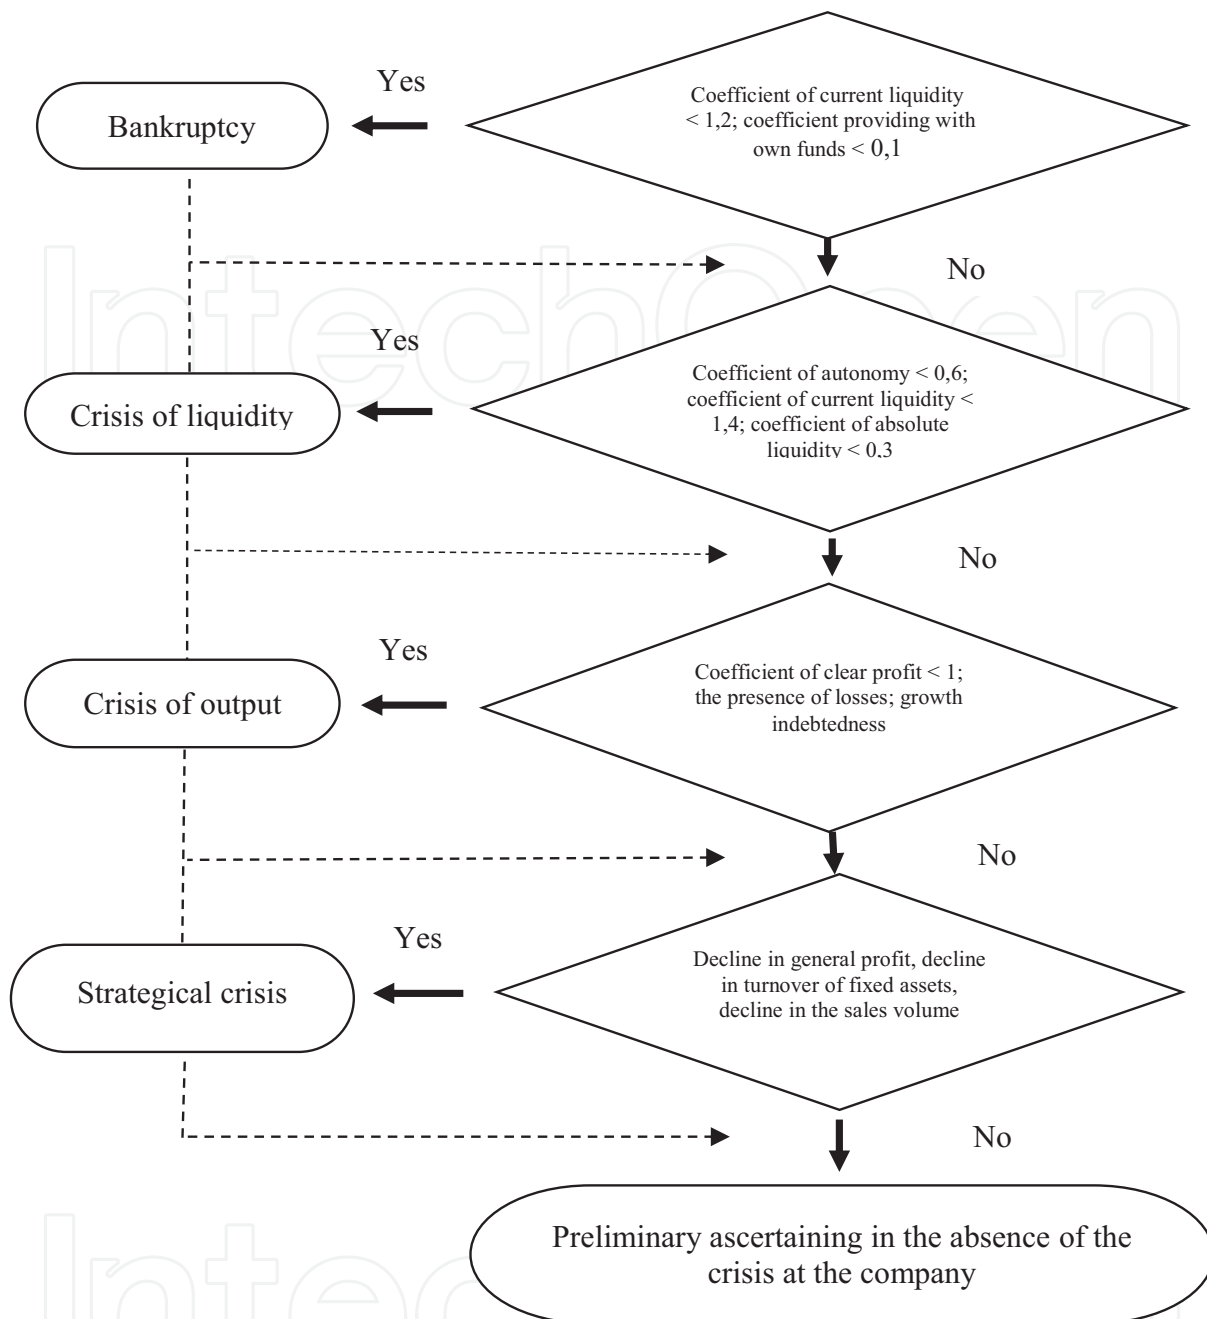 Yes
Bankruptcy
Coefficient of current liquidity
< 1,2; coefficient providing with
own funds < 0,1
No
Yes
Crisis of liquidity
Coefficient of autonomy < 0,6;
coefficient of current liquidity <
1,4; coefficient of absolute
liquidity < 0,3
No
Yes
Crisis of output
Coefficient of clear profit < 1;
the presence of losses; growth
indebtedness
No
Yes
Strategical crisis
Decline in general profit, decline
in turnover of fixed assets,
decline in the sales volume
No
Preliminary ascertaining in the absence of the
crisis at the company
IntechOpen